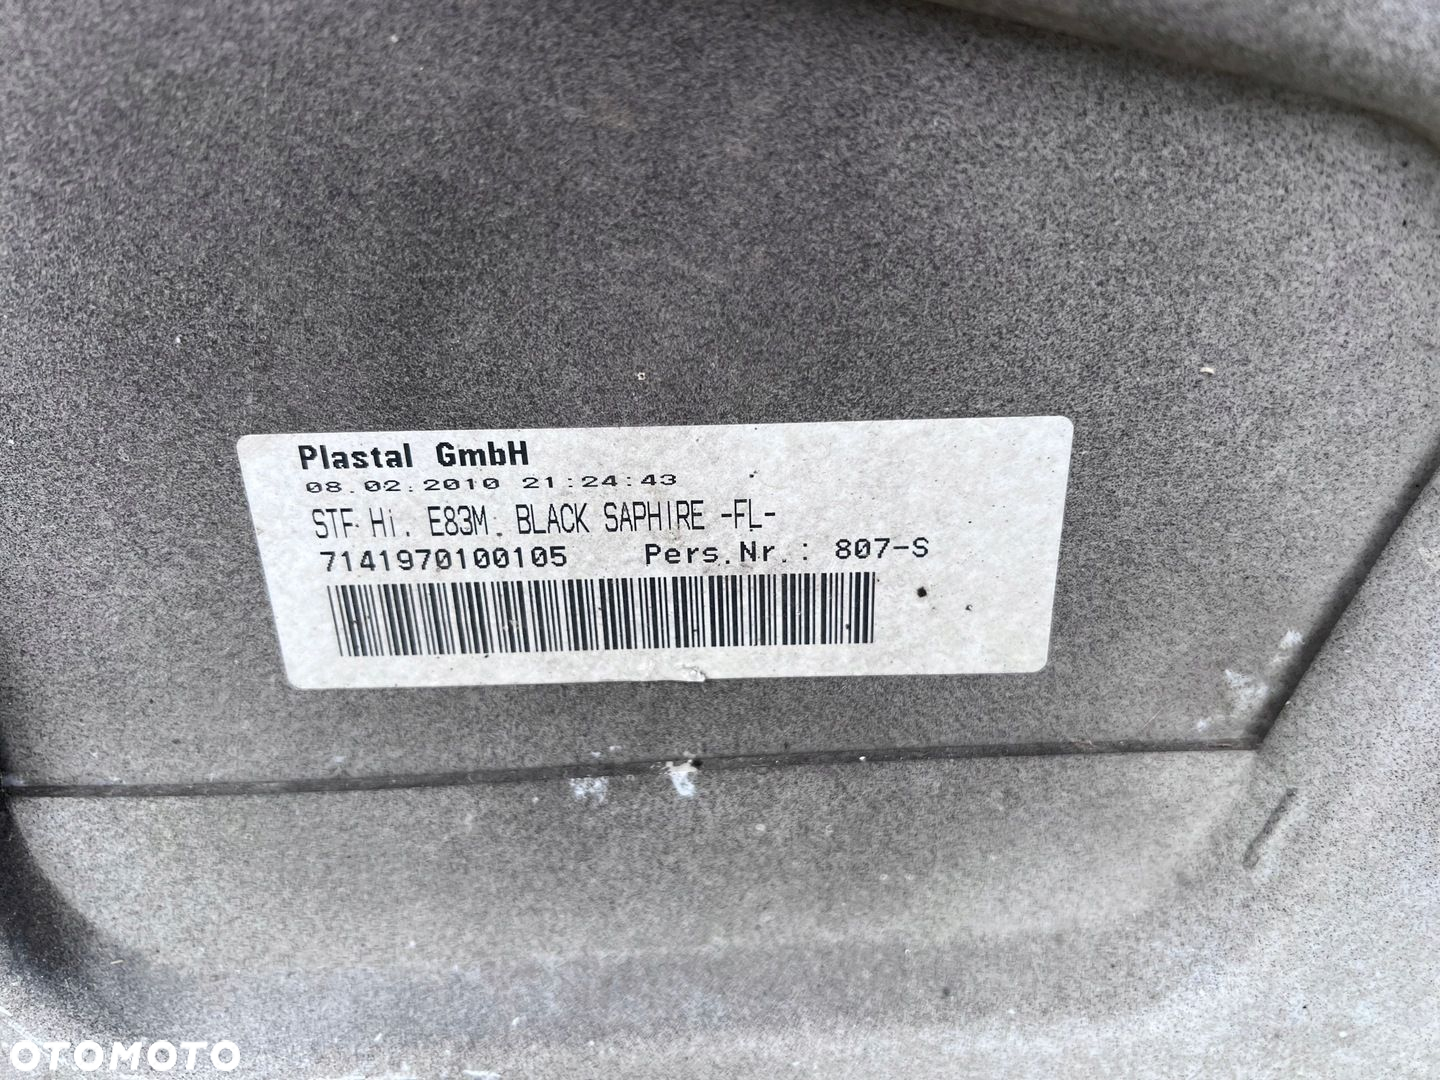 Plastal GmbH
08.02.2010 21:24:43
STF Hi. E83M. BLACK SAPHIRE -FL-
7141970100105 Pers.Nr.: 807-S
OTOMOTO